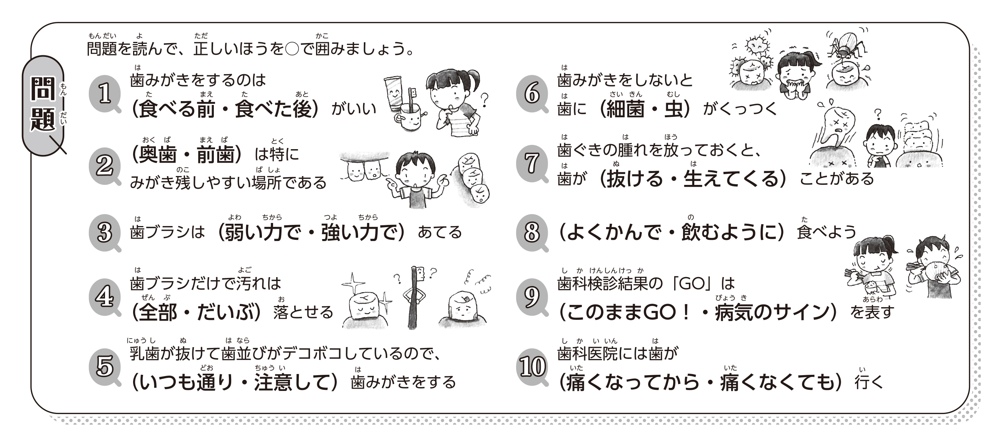 問題
問題を読んで、正しいほうを○で囲みましょう。
1
歯みがきをするのは
(食べる前・食べた後) がいい
2
(奥歯・前歯) は特に
みがき残しやすい場所である
3
歯ブラシは (弱い力で・強い力で) あてる
4
歯ブラシだけで汚れは
(全部・だいぶ) 落とせる
5
乳歯が抜けて歯並びがデコボコしているので、
(いつも通り・注意して) 歯みがきをする
6
歯みがきをしないと
歯に (細菌・虫) がくっつく
7
歯ぐきの腫れを放っておくと、
歯が (抜ける・生えてくる) ことがある
8
(よくかんで・飲むように) 食べよう
9
歯科検診結果の「GO」は
(このままGO!・病気のサイン) を表す
10
歯科医院には歯が
(痛くなってから・痛くなくても) 行く